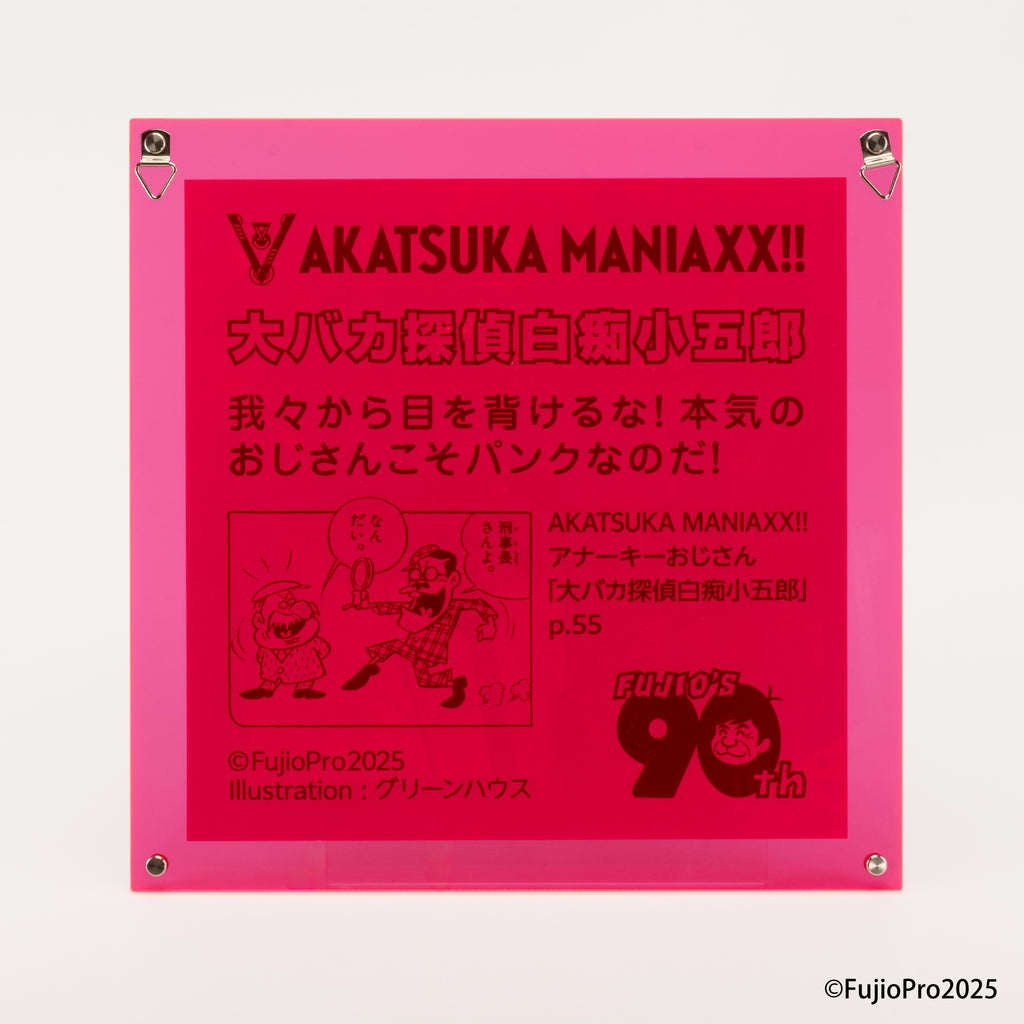 AKATSUKA MANIAXX!!
大バカ探偵白痴小五郎
我々から目を背けるな!本気の
おじさんこそパンクなのだ!
刑事長
さんよ。
なん
だい。
AKATSUKA MANIAXX!!
アナーキーおじさん
「大バカ探偵白痴小五郎」
p.55
FUJIO'S
90th
©FujioPro2025
Illustration : グリーンハウス
©FujioPro2025